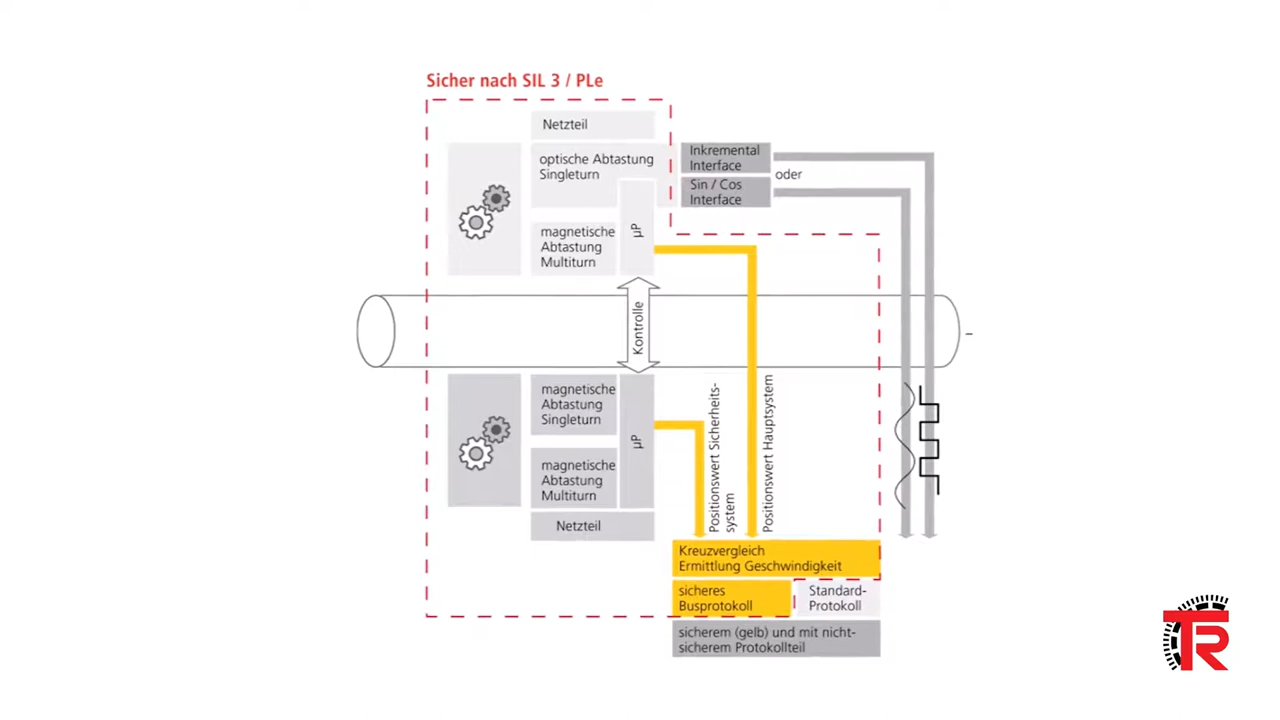 Sicher nach SIL 3 / PLe
Netzteil
optische Abtastung
Singleturn
Inkremental
Interface
oder
Sin / Cos
Interface
magnetische
Abtastung
Multiturn
µP
Kontrolle
magnetische
Abtastung
Singleturn
µP
magnetische
Abtastung
Multiturn
Netzteil
Positionswert Sicherheits-
system
Positionswert Hauptsystem
Kreuzvergleich
Ermittlung Geschwindigkeit
sicheres
Busprotokoll
Standard-
Protokoll
sicherem (gelb) und mit nicht-
sicherem Protokollteil
TR